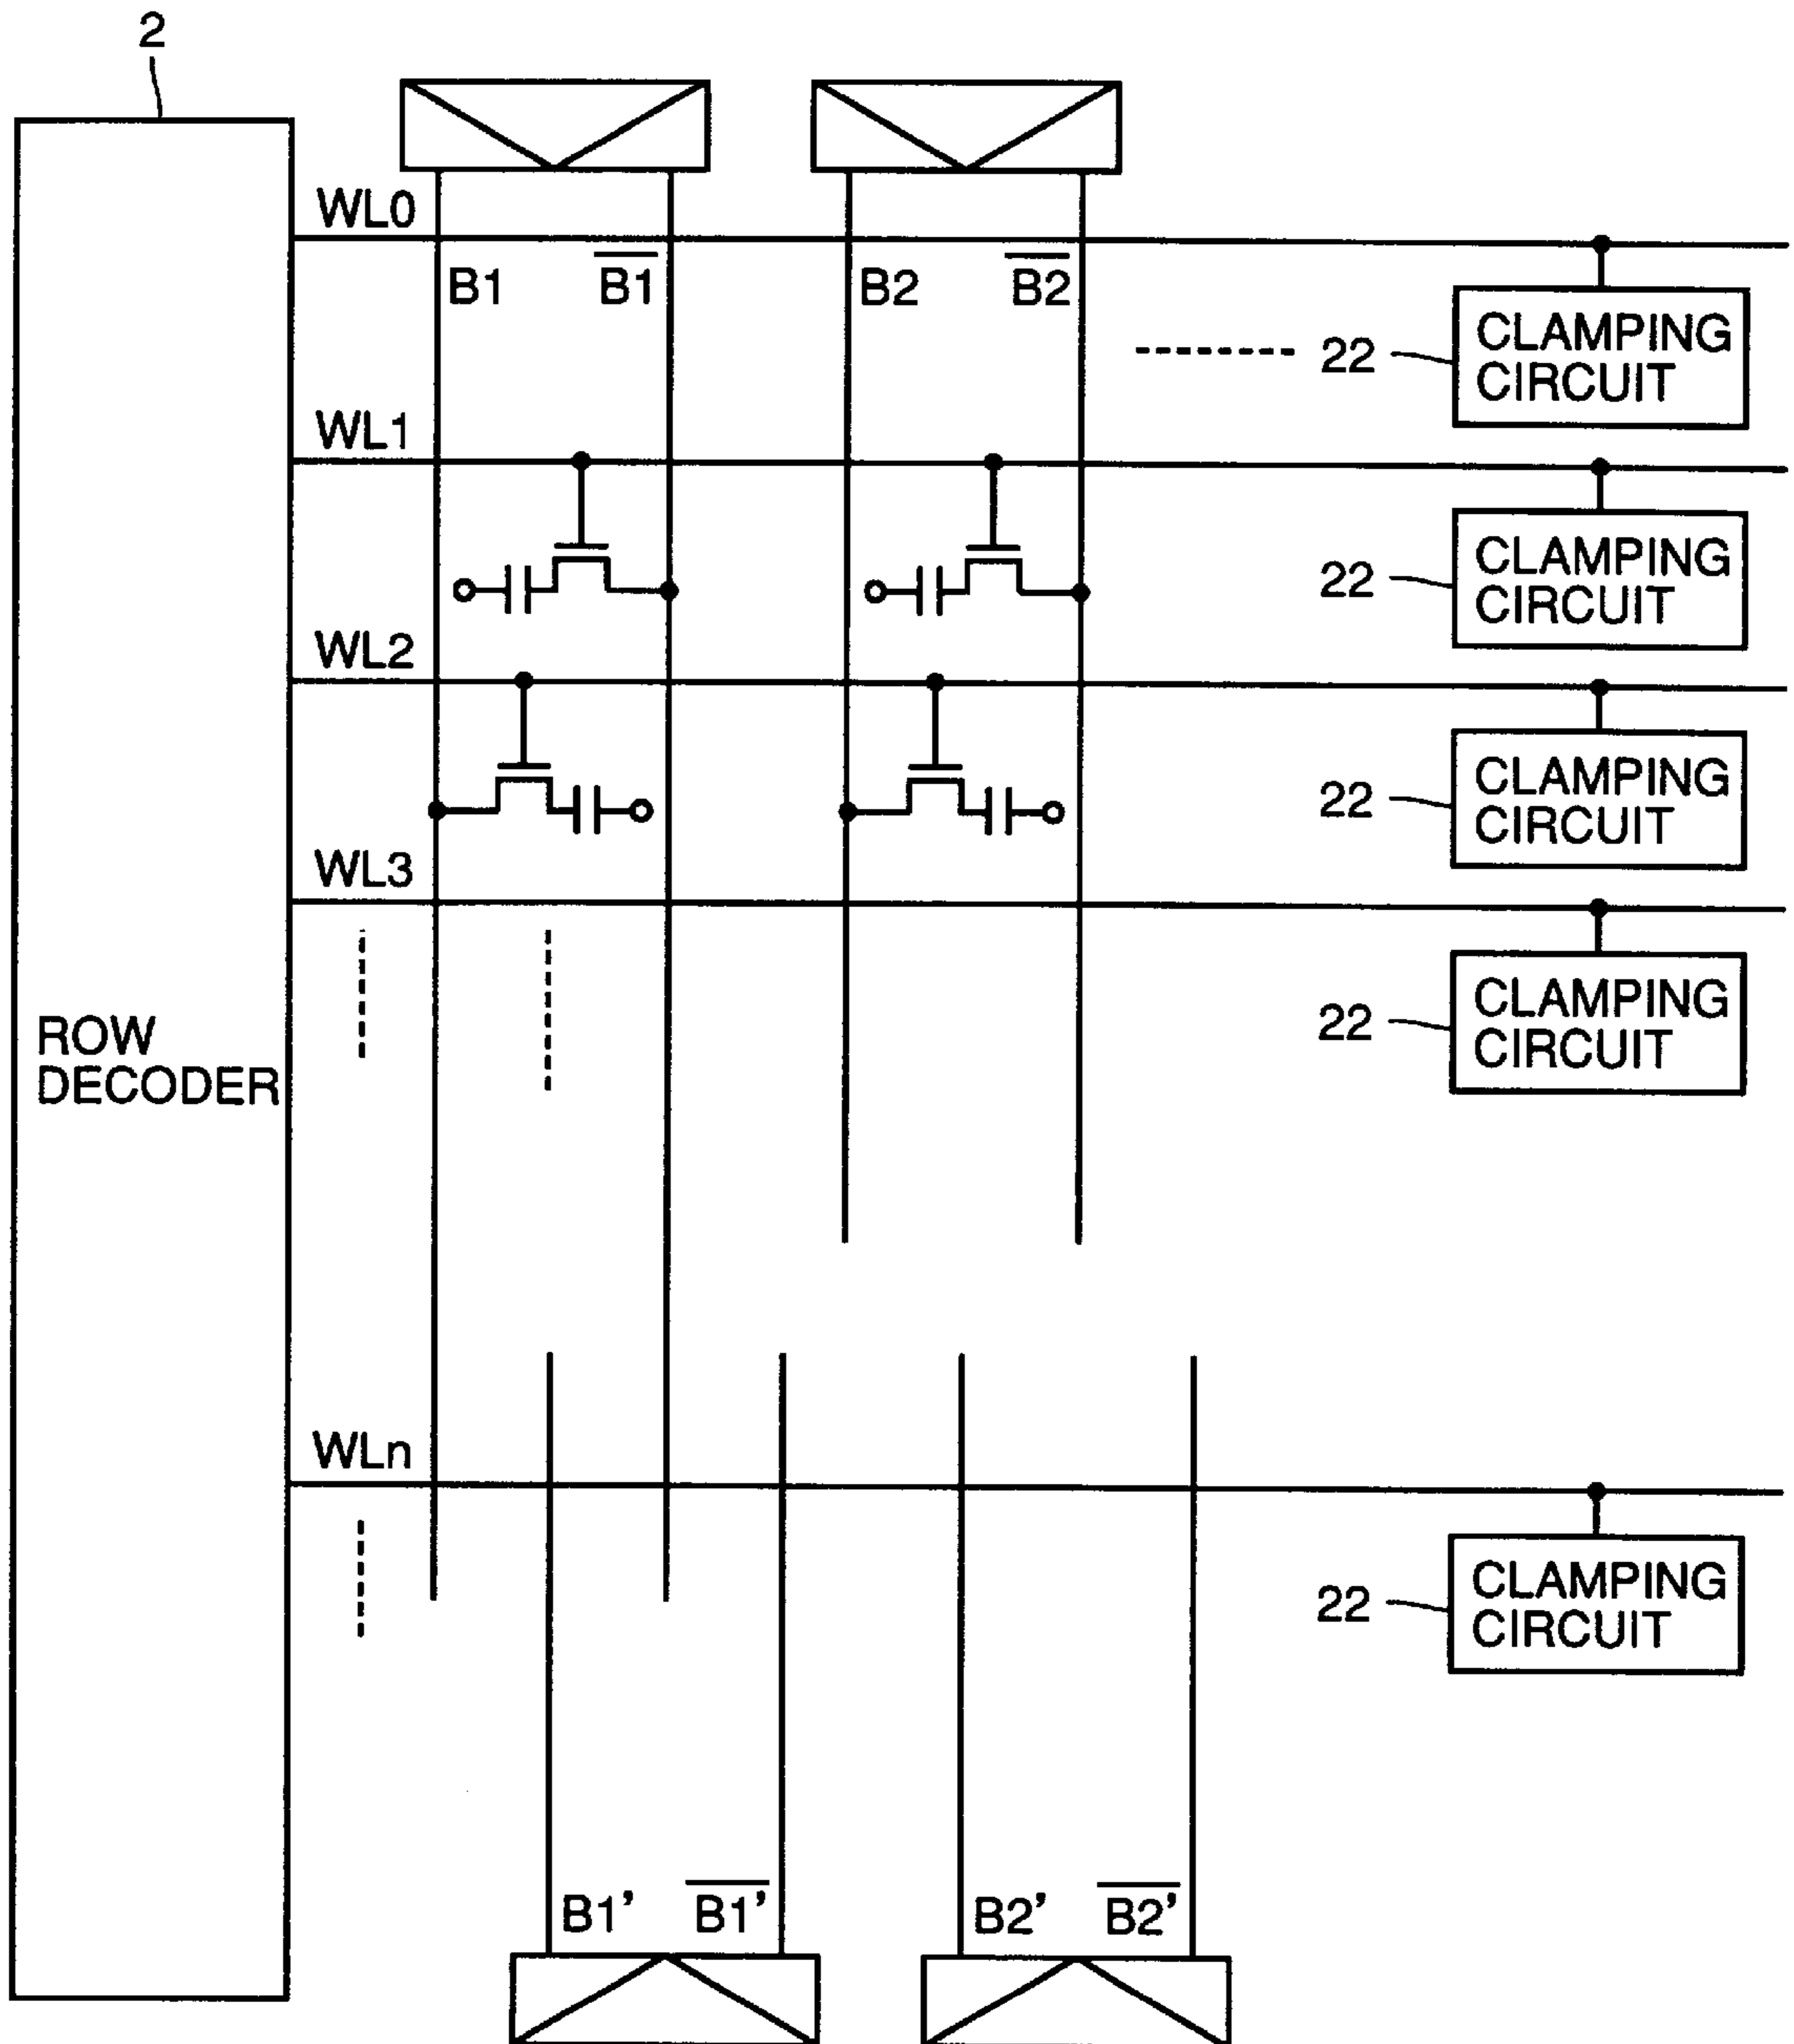 2
WL0
B1 B1̅ B2 B2̅
22 CLAMPING
CIRCUIT
WL1
22 CLAMPING
CIRCUIT
WL2
22 CLAMPING
CIRCUIT
WL3
22 CLAMPING
CIRCUIT
ROW
DECODER
WLn
22 CLAMPING
CIRCUIT
B1' B1̅' B2' B2̅'